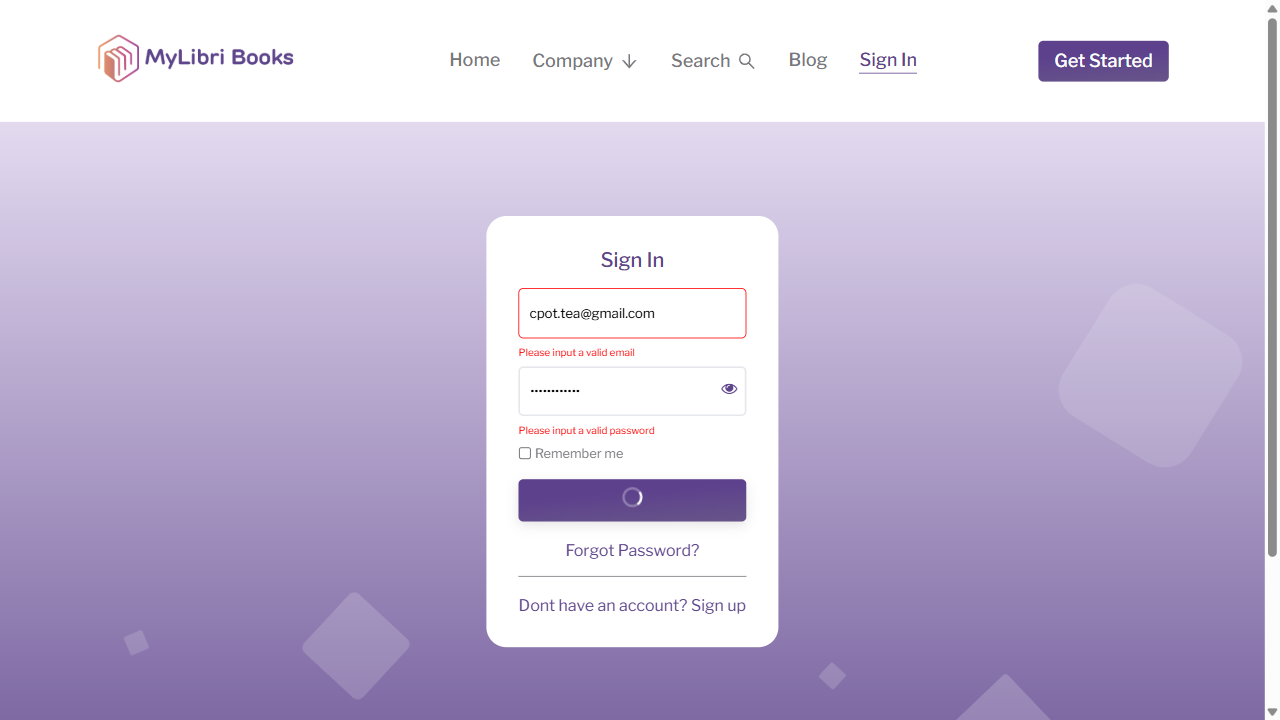 MyLibri Books
Home
Company
Search
Blog
Sign In
Get Started
Sign In
cpot.tea@gmail.com
Please input a valid email
Please input a valid password
Remember me
Forgot Password?
Dont have an account? Sign up